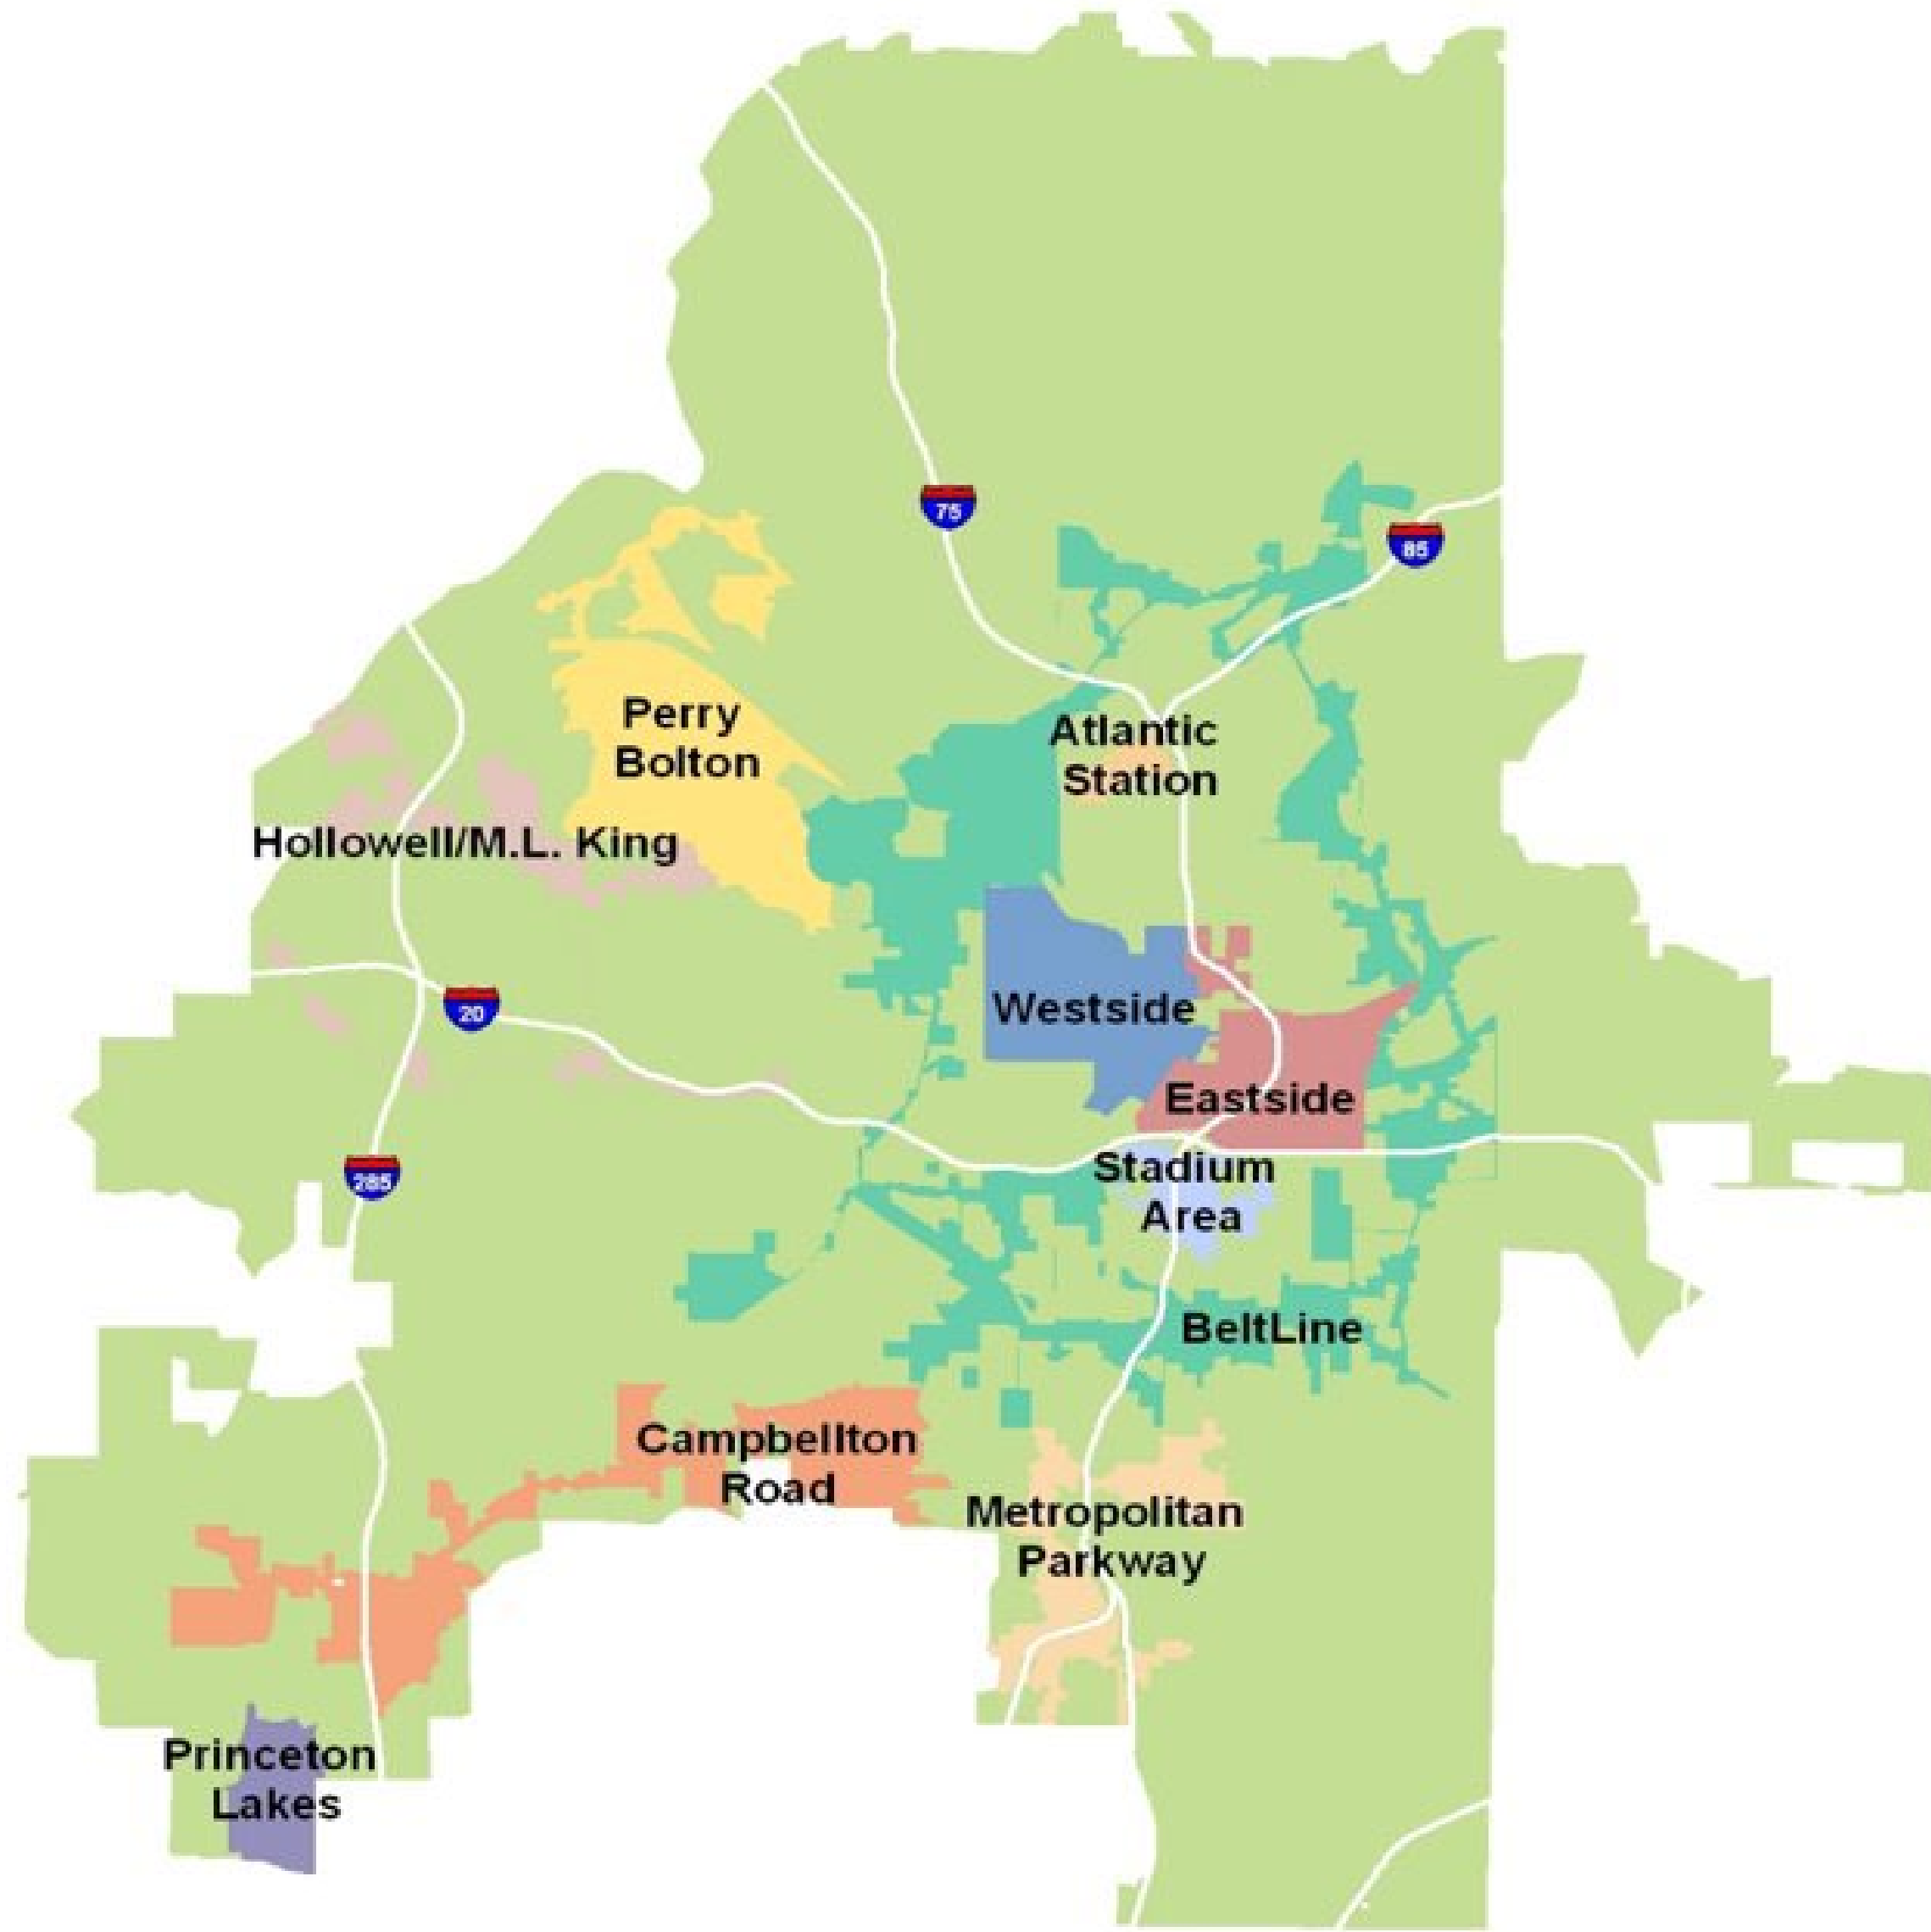 75
85
Perry
Bolton
Atlantic
Station
Hollowell/M.L. King
20
Westside
Eastside
285
Stadium
Area
BeltLine
Campbellton
Road
Metropolitan
Parkway
Princeton
Lakes